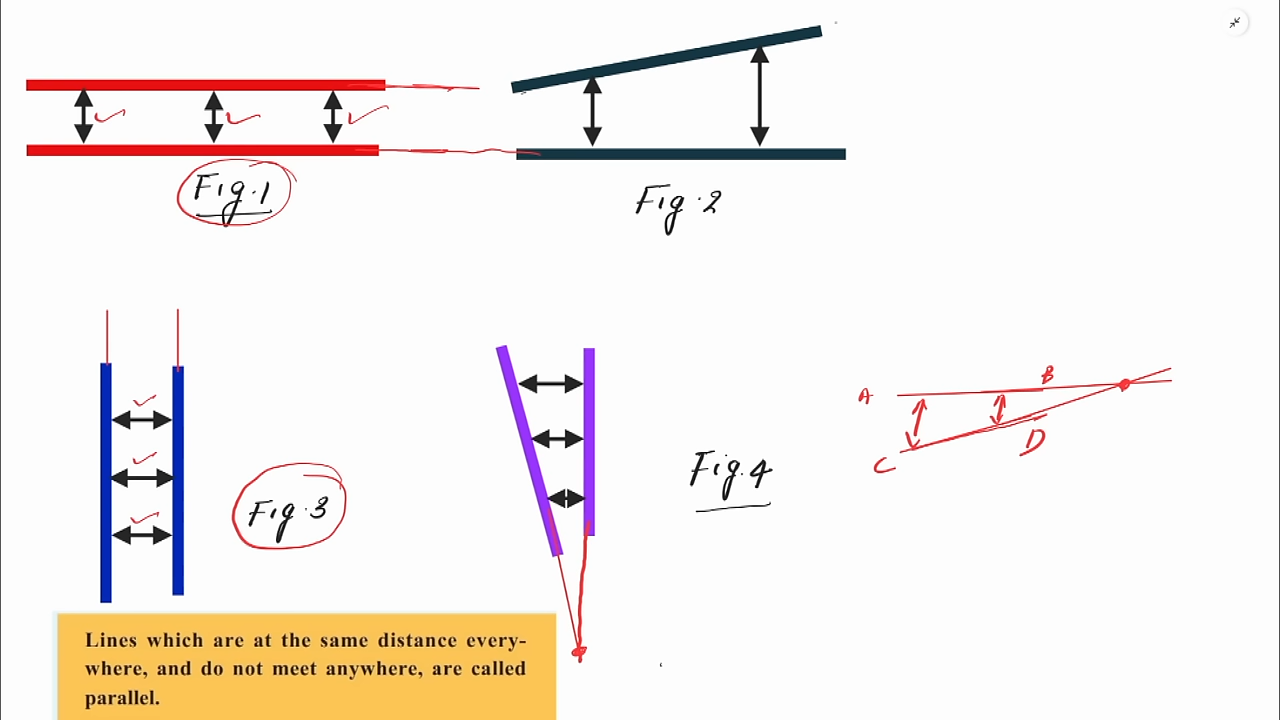 Fig.1
Fig.2
Fig.3
Fig.4
A
B
C
D
Lines which are at the same distance every-
where, and do not meet anywhere, are called
parallel.